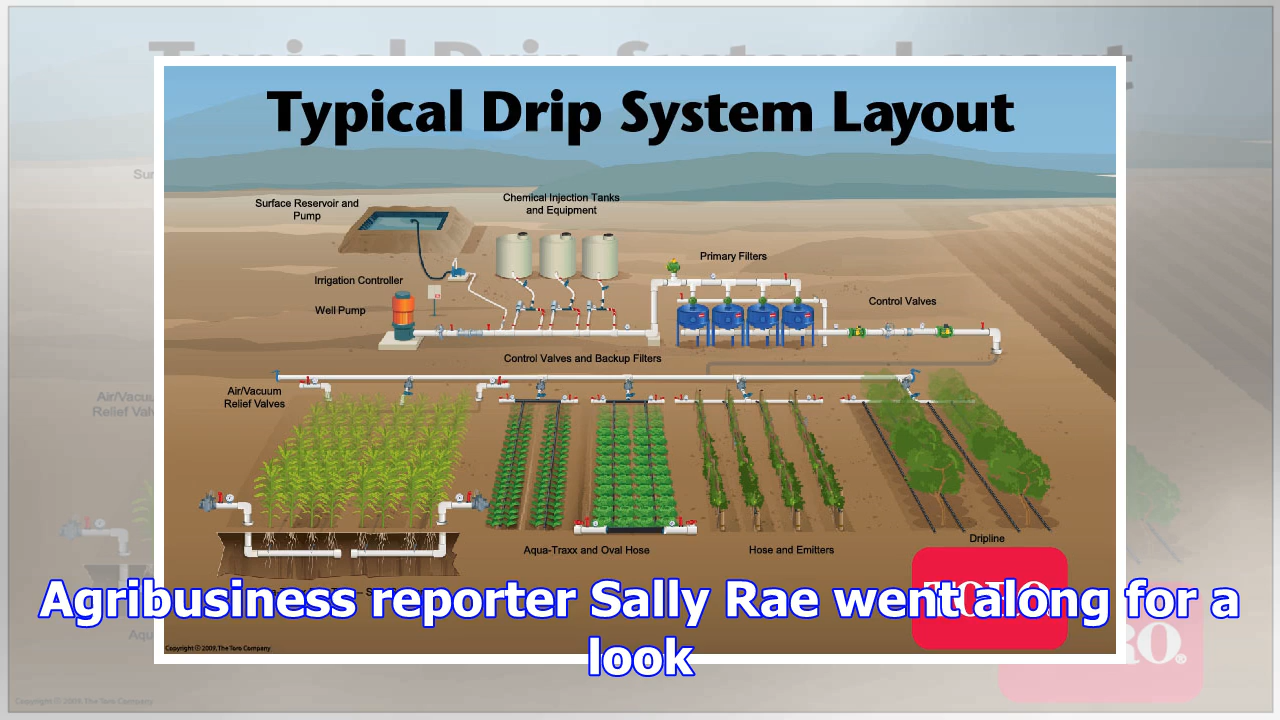 Typical Drip System Layout
Surface Reservoir and
Pump
Chemical Injection Tanks
and Equipment
Primary Filters
Irrigation Controller
Control Valves
Well Pump
Control Valves and Backup Filters
Air/Vacuum
Relief Valves
Dripline
Aqua-Traxx and Oval Hose
Hose and Emitters
TORO
Agribusiness reporter Sally Rae went along for a
look
Copyright © 2009, The Toro Company